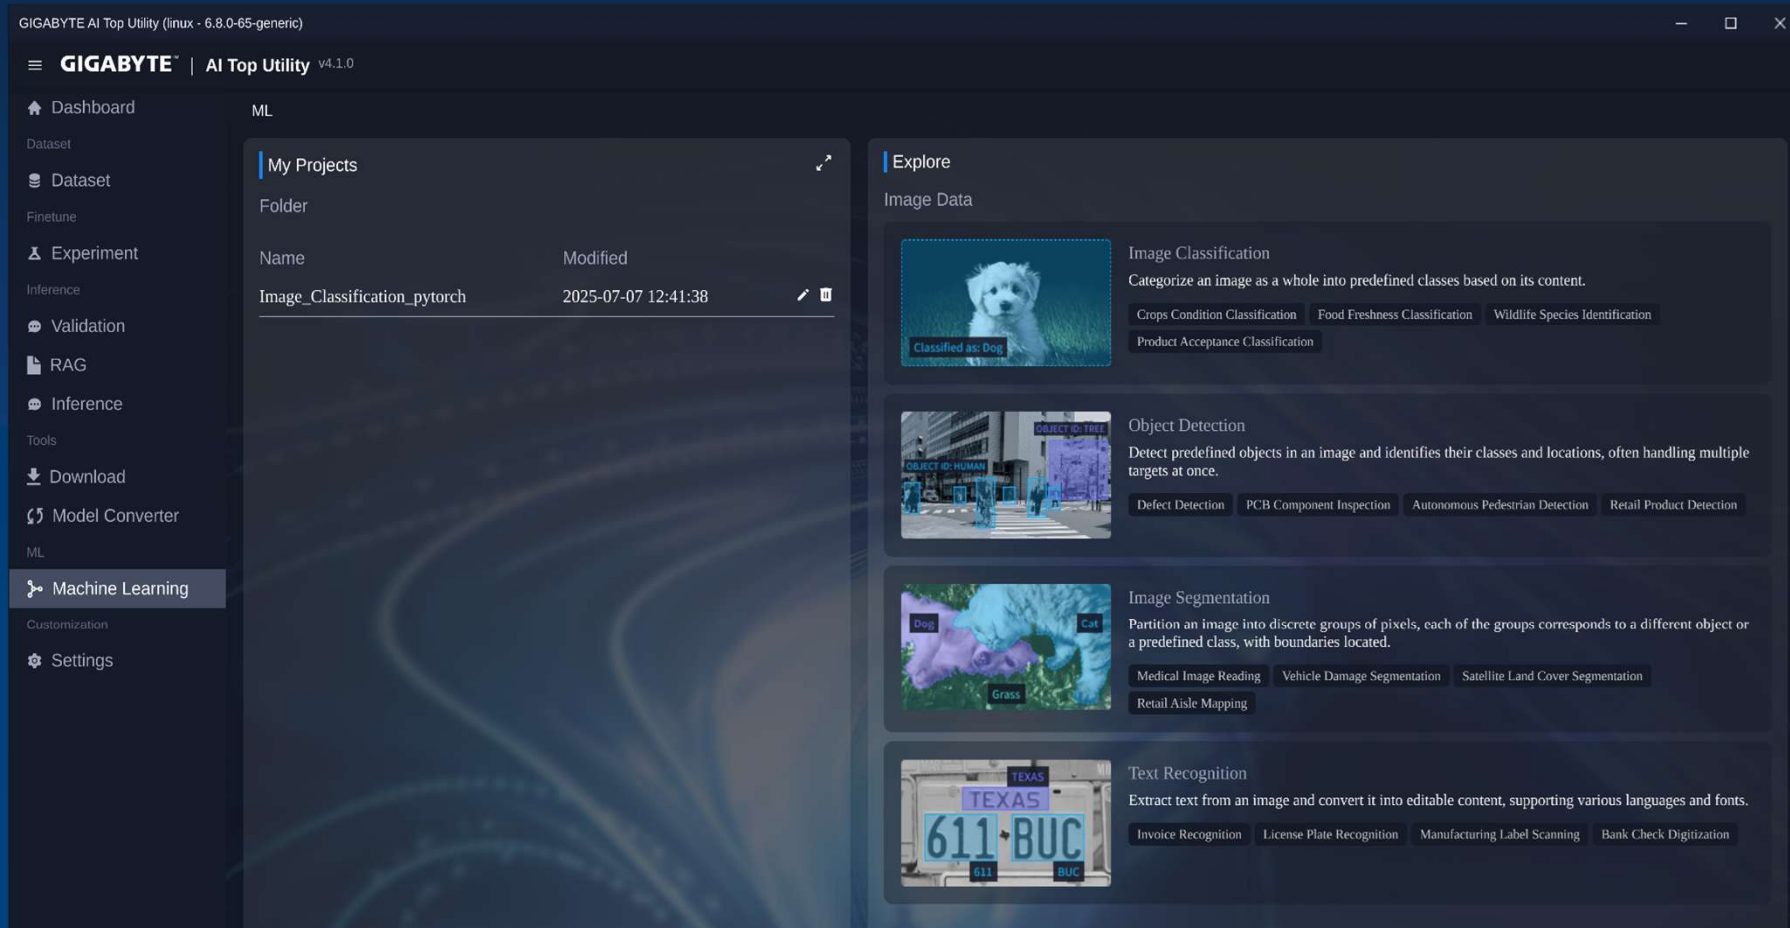 GIGABYTE AI Top Utility (linux - 6.8.0-65-generic)
GIGABYTE™ | AI Top Utility v4.1.0
Dashboard
Dataset
Dataset
Finetune
Experiment
Inference
Validation
RAG
Inference
Tools
Download
Model Converter
ML
Machine Learning
Customization
Settings
ML
My Projects
Folder
Name Modified
Image_Classification_pytorch 2025-07-07 12:41:38
Explore
Image Data
Classified as: Dog
Image Classification
Categorize an image as a whole into predefined classes based on its content.
Crops Condition Classification Food Freshness Classification Wildlife Species Identification
Product Acceptance Classification
OBJECT ID: TREE
OBJECT ID: HUMAN
Object Detection
Detect predefined objects in an image and identifies their classes and locations, often handling multiple
targets at once.
Defect Detection PCB Component Inspection Autonomous Pedestrian Detection Retail Product Detection
Dog Cat
Grass
Image Segmentation
Partition an image into discrete groups of pixels, each of the groups corresponds to a different object or
a predefined class, with boundaries located.
Medical Image Reading Vehicle Damage Segmentation Satellite Land Cover Segmentation
Retail Aisle Mapping
TEXAS
TEXAS
611 BUC
611 BUC
Text Recognition
Extract text from an image and convert it into editable content, supporting various languages and fonts.
Invoice Recognition License Plate Recognition Manufacturing Label Scanning Bank Check Digitization